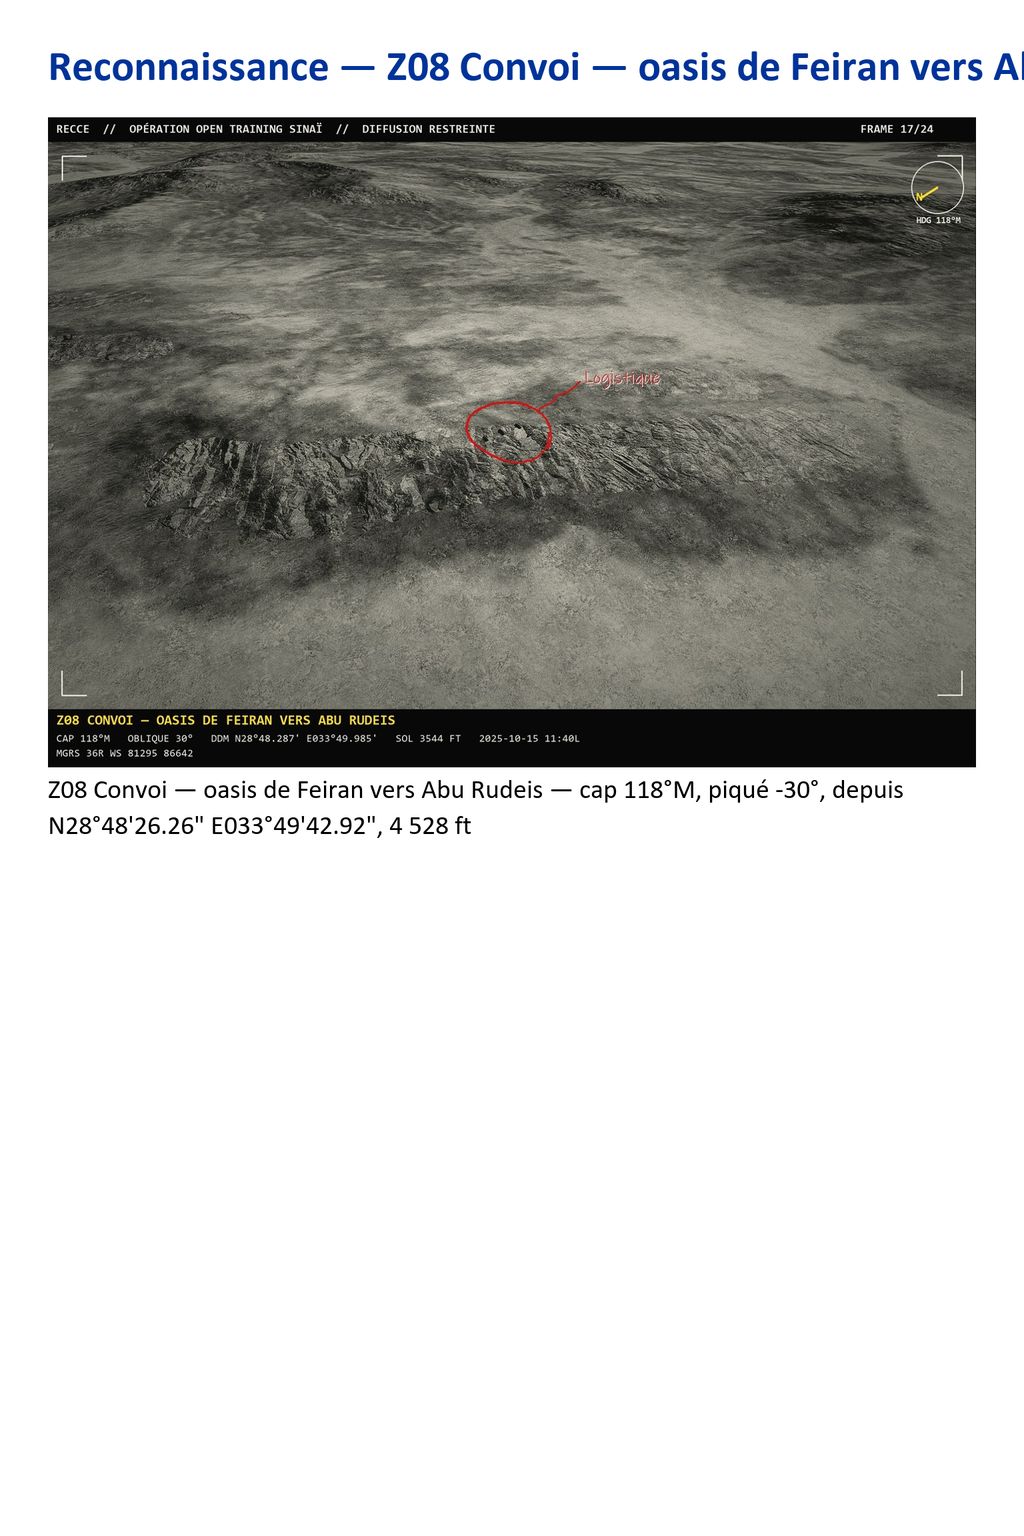 Reconnaissance — Z08 Convoi — oasis de Feiran vers
RECCE // OPÉRATION OPEN TRAINING SINAÏ // DIFFUSION RESTREINTE FRAME 17/24
N
HDG 118°M
Logistique
Z08 CONVOI — OASIS DE FEIRAN VERS ABU RUDEIS
CAP 118°M OBLIQUE 30° DDM N28°48.287' E033°49.985' SOL 3544 FT 2025-10-15 11:40L
MGRS 36R WS 81295 86642
Z08 Convoi — oasis de Feiran vers Abu Rudeis — cap 118°M, piqué -30°, depuis
N28°48'26.26" E033°49'42.92", 4 528 ft